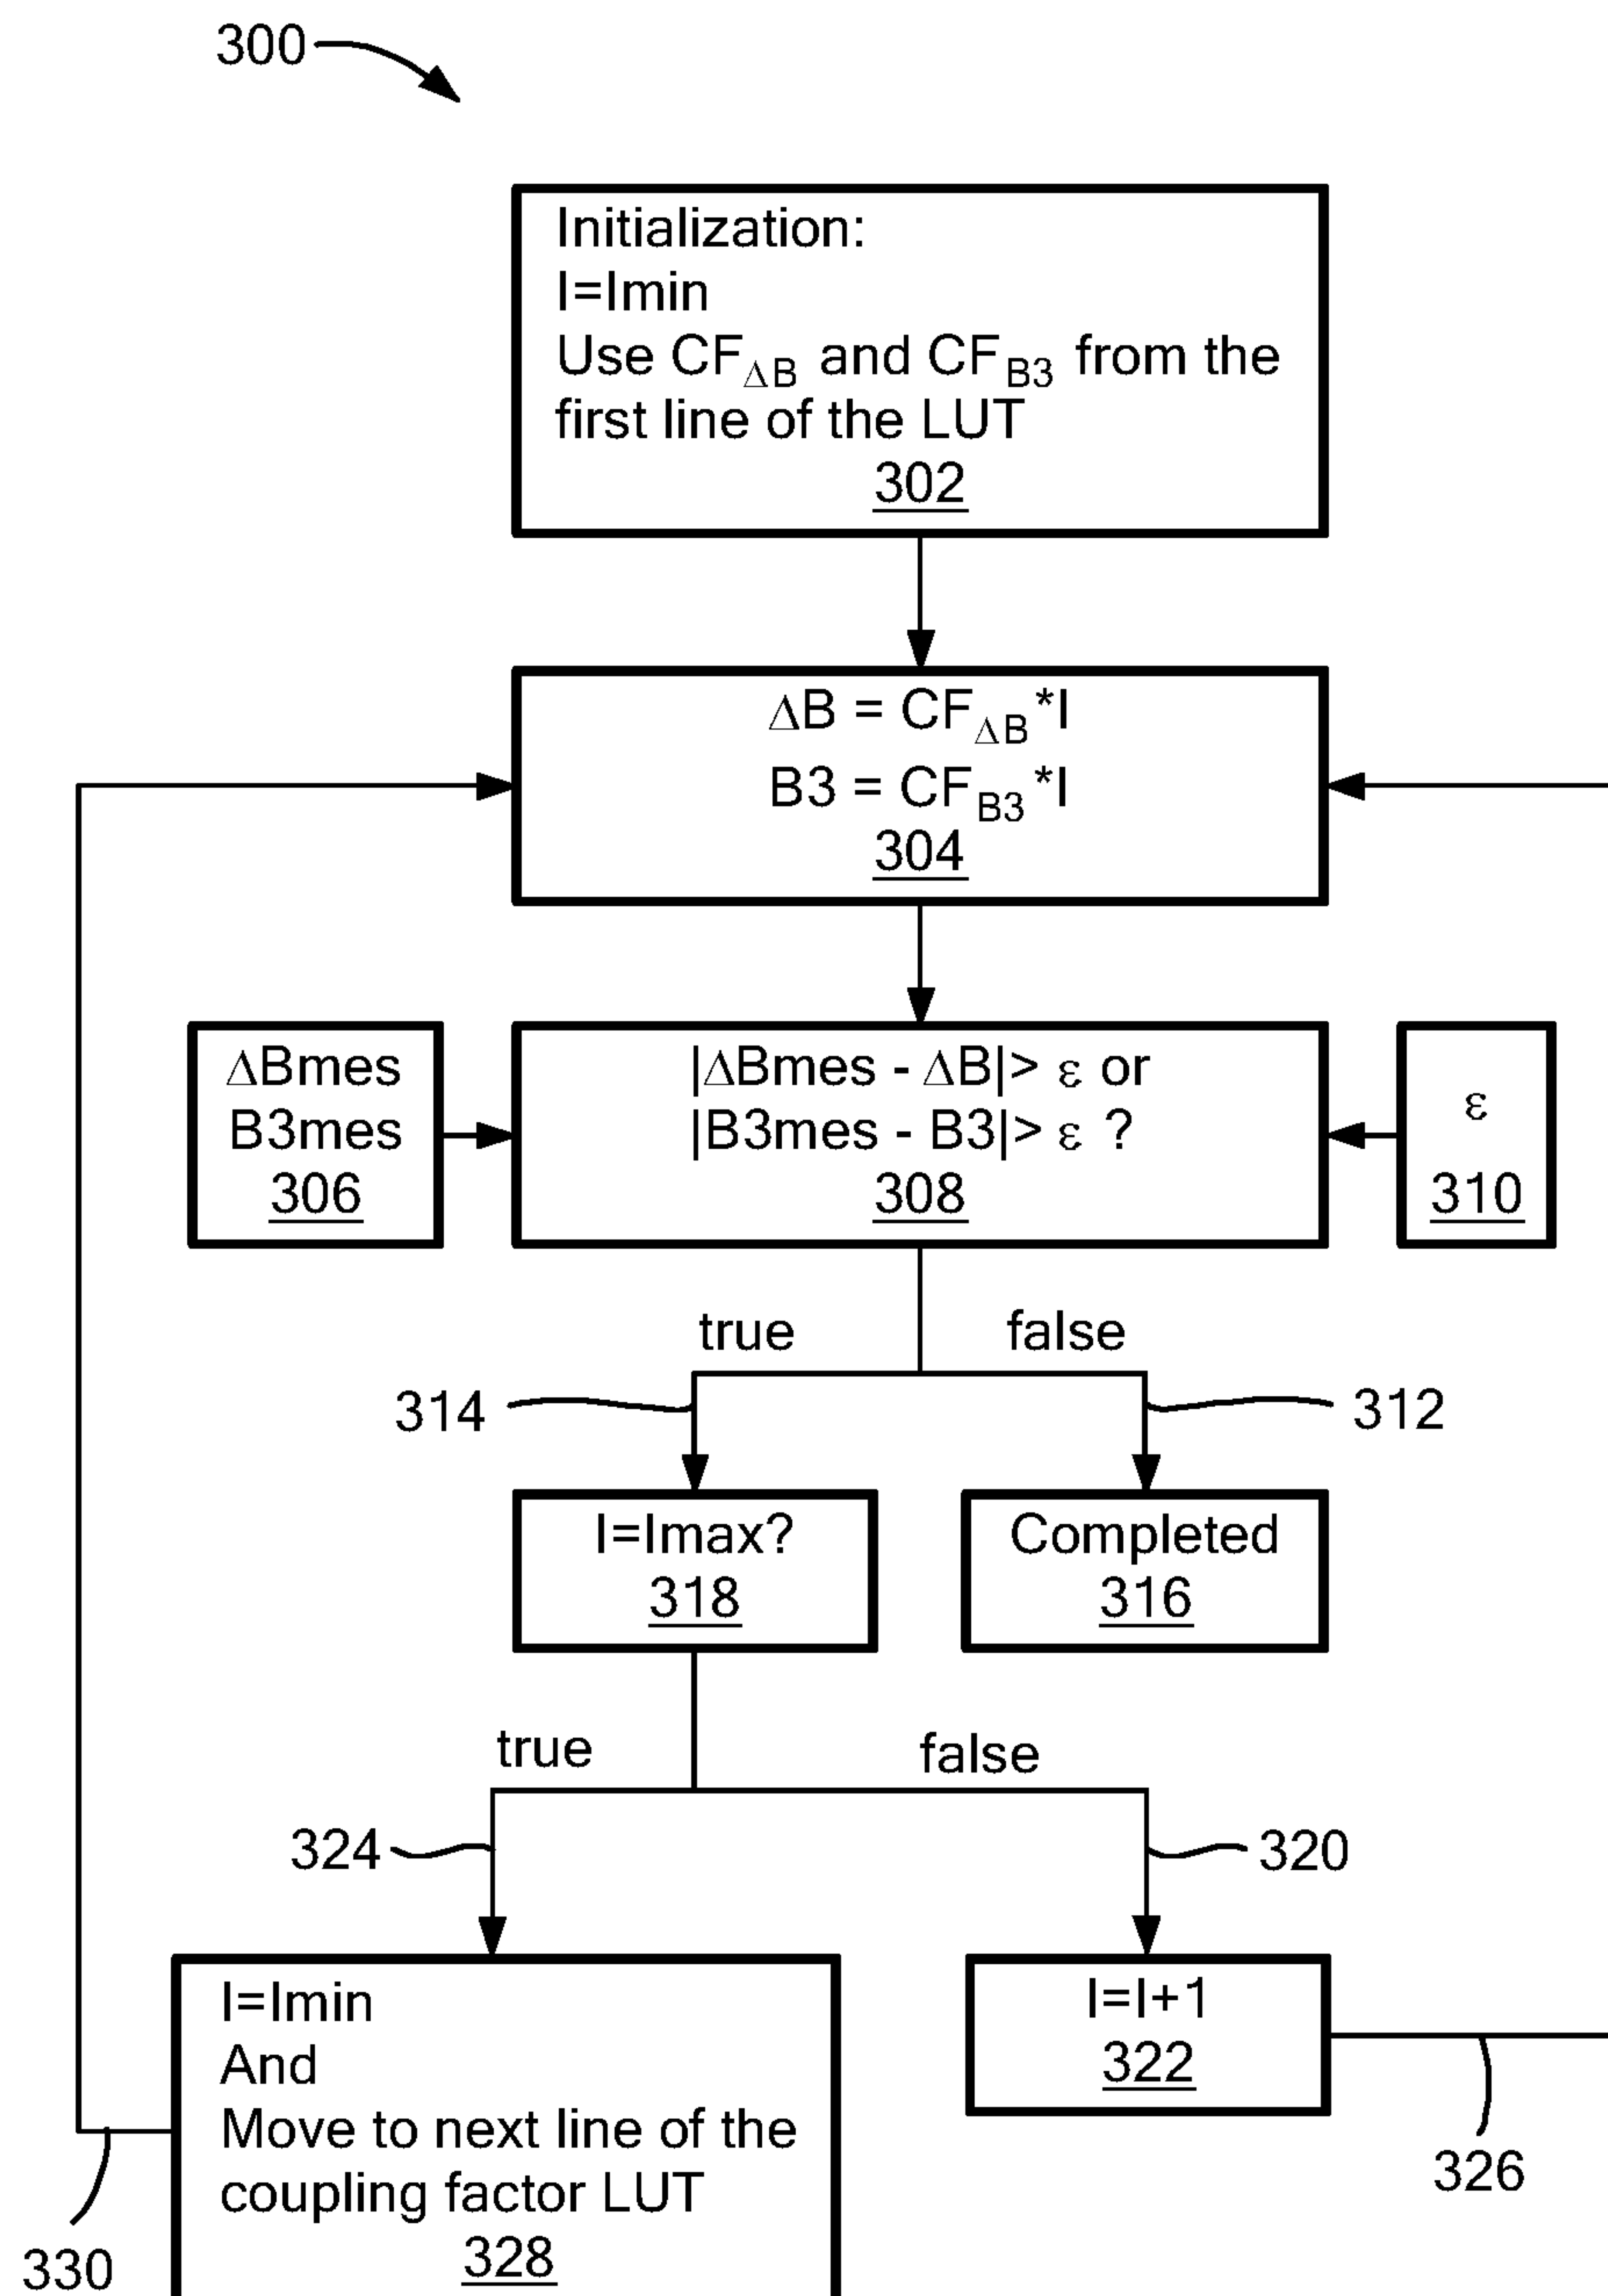 300
Initialization:
I=Imin
Use CF∆B and CFB3 from the
first line of the LUT
302
∆B = CF∆B*I
B3 = CFB3*I
304
∆Bmes
B3mes
306
|∆Bmes - ∆B|> ε or
|B3mes - B3|> ε ?
308
ε
310
true
false
314
312
I=Imax?
318
Completed
316
true
false
324
320
I=Imin
And
Move to next line of the
coupling factor LUT
328
I=I+1
322
326
330